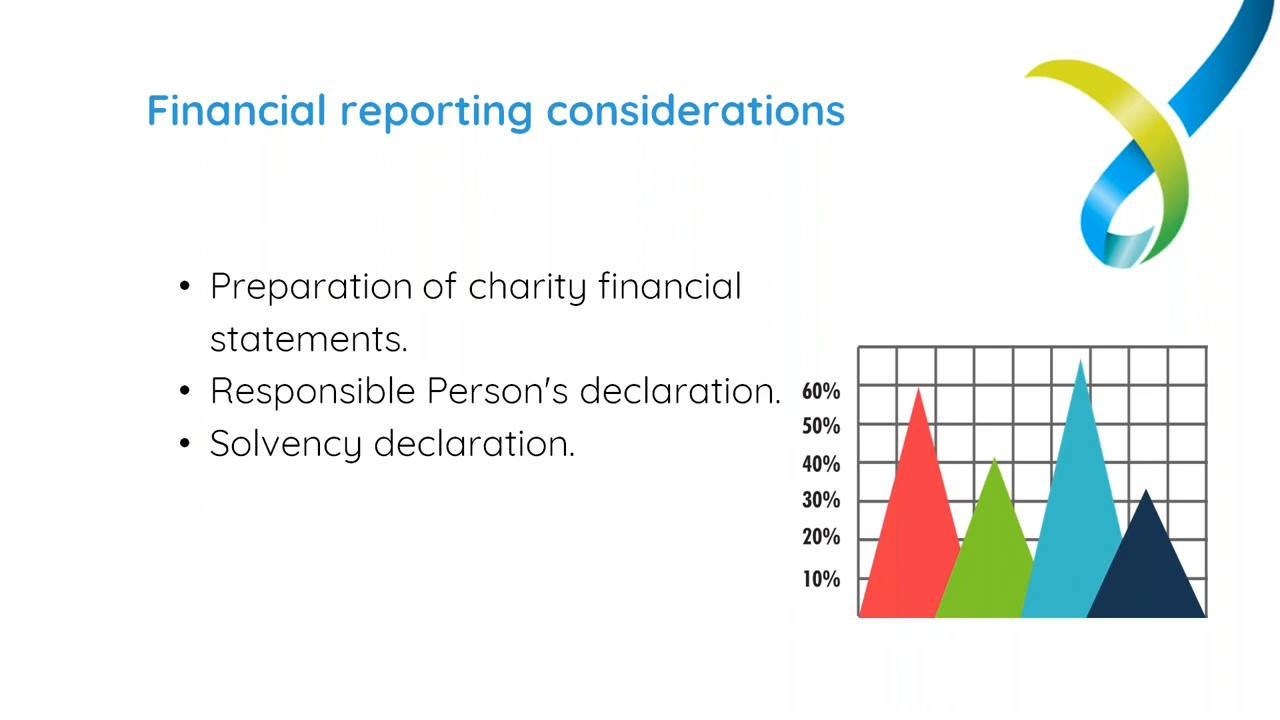 Financial reporting considerations
• Preparation of charity financial
statements.
• Responsible Person's declaration.
• Solvency declaration.
60%
50%
40%
30%
20%
10%